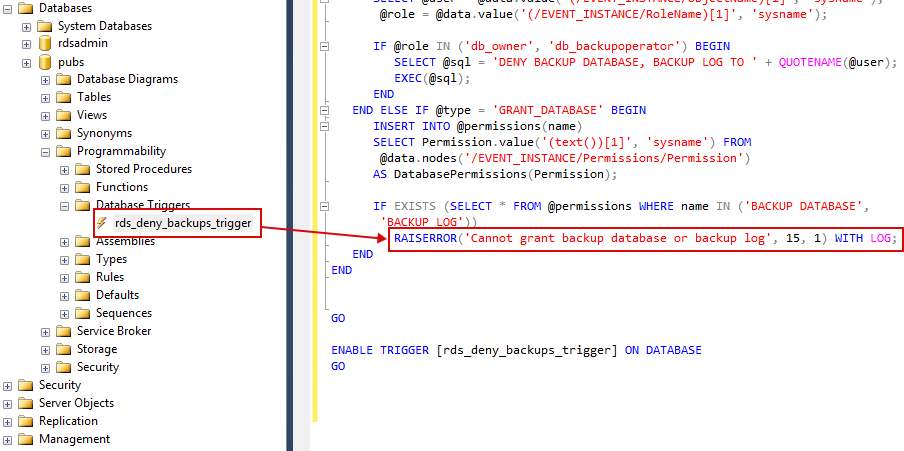 Databases
System Databases
rdsadmin
pubs
Database Diagrams
Tables
Views
Synonyms
Programmability
Stored Procedures
Functions
Database Triggers
rds_deny_backups_trigger
Assemblies
Types
Rules
Defaults
Sequences
Service Broker
Storage
Security
Security
Server Objects
Replication
Management
SELECT @user = @data.value('(/EVENT_INSTANCE/ObjectName)[1]', 'sysname'),
@role = @data.value('(/EVENT_INSTANCE/RoleName)[1]', 'sysname');
IF @role IN ('db_owner', 'db_backupoperator') BEGIN
SELECT @sql = 'DENY BACKUP DATABASE, BACKUP LOG TO ' + QUOTENAME(@user);
EXEC(@sql);
END
END ELSE IF @type = 'GRANT_DATABASE' BEGIN
INSERT INTO @permissions(name)
SELECT Permission.value('(text())[1]', 'sysname') FROM
@data.nodes('/EVENT_INSTANCE/Permissions/Permission')
AS DatabasePermissions(Permission);
IF EXISTS (SELECT * FROM @permissions WHERE name IN ('BACKUP DATABASE',
'BACKUP LOG'))
RAISERROR('Cannot grant backup database or backup log', 15, 1) WITH LOG;
END
END
GO
ENABLE TRIGGER [rds_deny_backups_trigger] ON DATABASE
GO